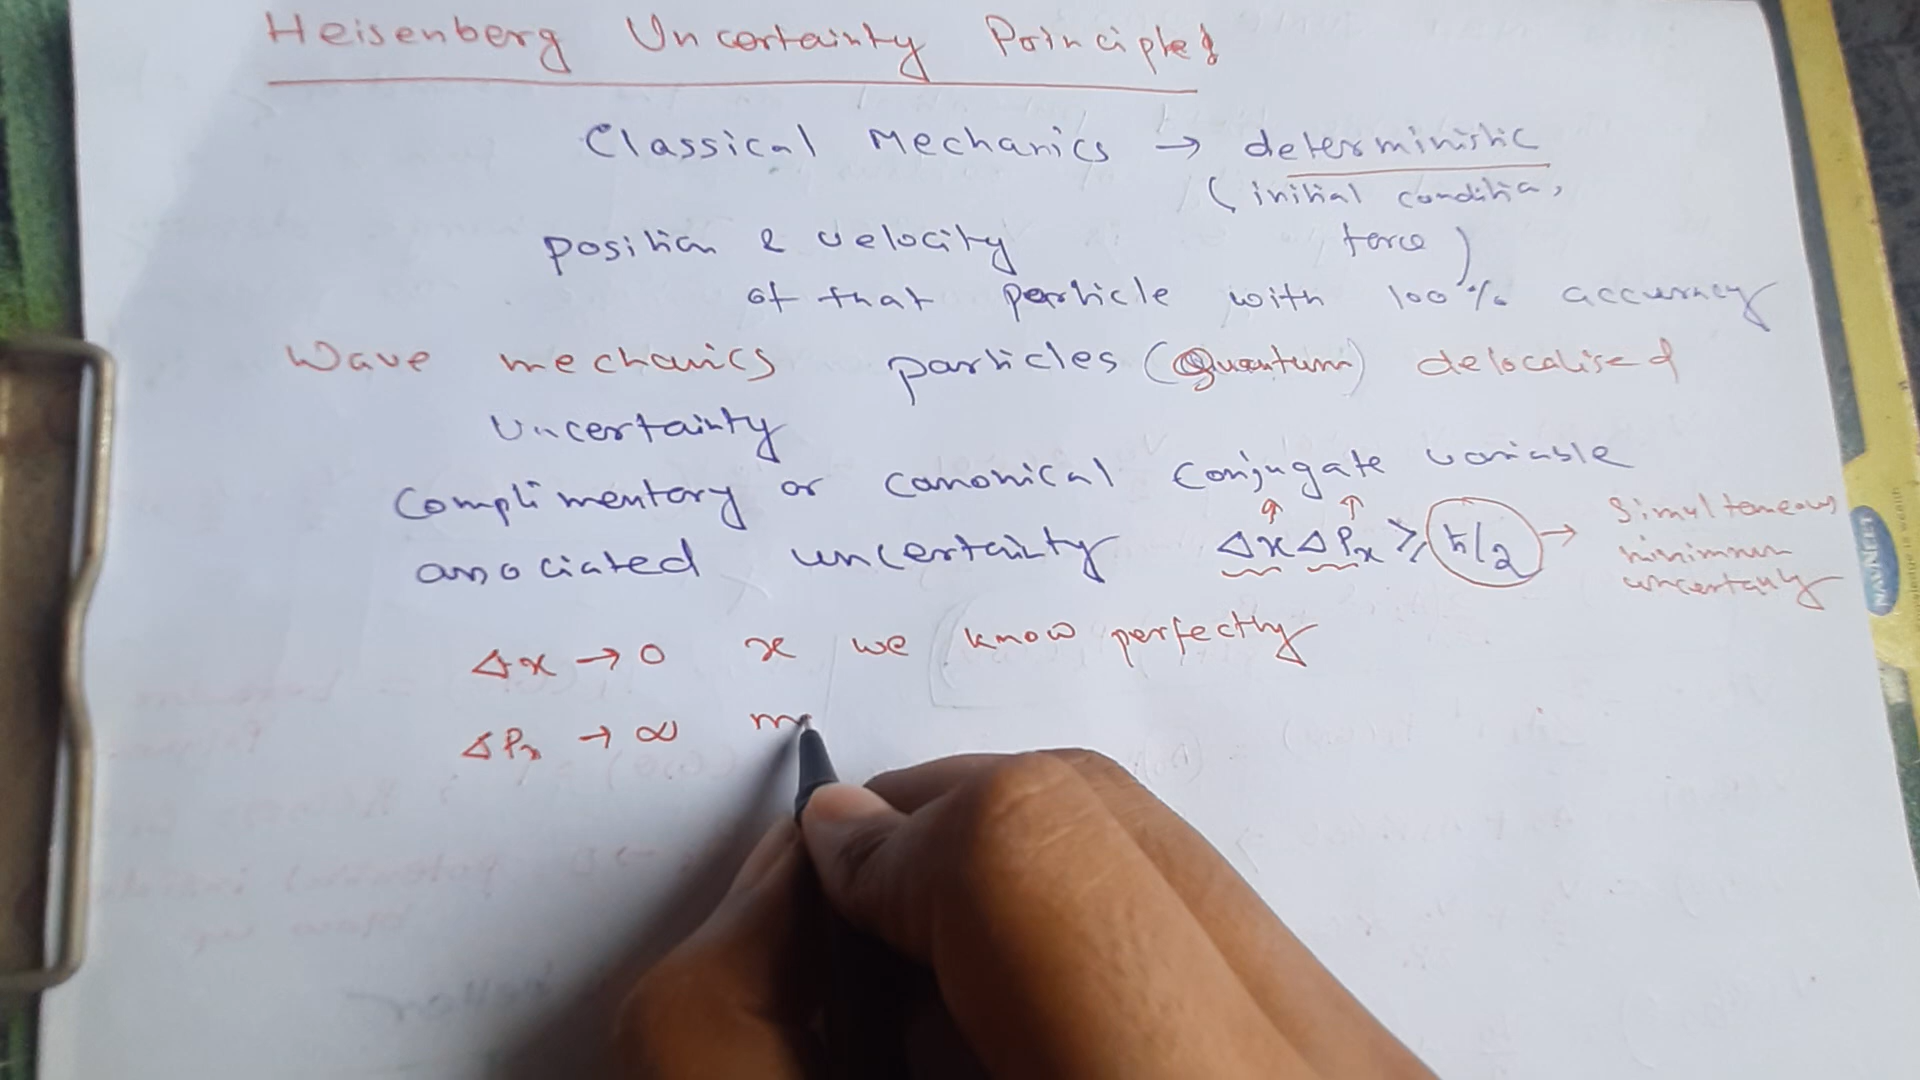 Heisenberg Uncertainty Principle:
Classical Mechanics → deterministic
(initial condition,
force)
position & velocity
of that particle with 100% accuracy
Wave mechanics particles (Quantum) delocalised
Uncertainty
Complimentory or canonical conjugate variable
associated uncertainty Δx ΔPx ≥ ħ/2 → Simultaneous
minimum
uncertainty
Δx → 0 x we know perfectly
ΔPx → ∞ m